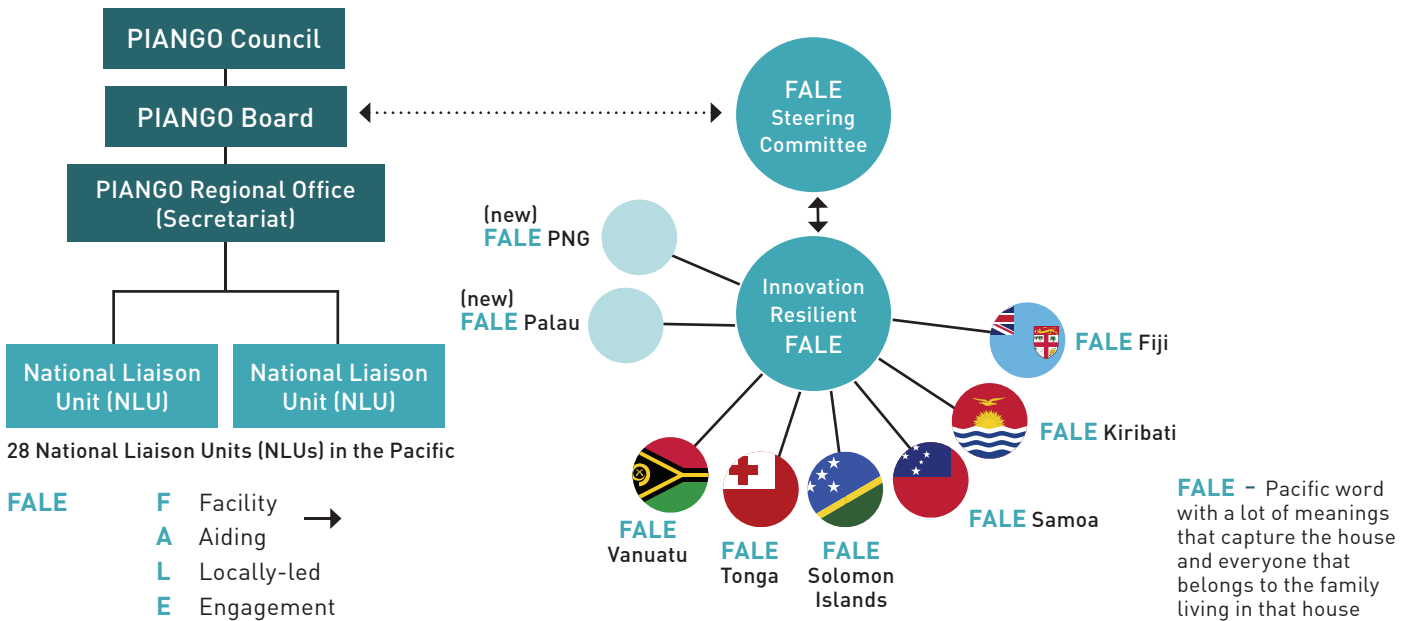 PIANGO Council
PIANGO Board
PIANGO Regional Office
(Secretariat)
National Liaison
Unit (NLU)
National Liaison
Unit (NLU)
28 National Liaison Units (NLUs) in the Pacific
FALE
F Facility
A Aiding
L Locally-led
E Engagement
FALE
Steering
Committee
(new)
FALE PNG
(new)
FALE Palau
Innovation
Resilient
FALE
FALE Fiji
FALE Kiribati
FALE Samoa
FALE
Solomon
Islands
FALE
Tonga
FALE
Vanuatu
FALE - Pacific word
with a lot of meanings
that capture the house
and everyone that
belongs to the family
living in that house